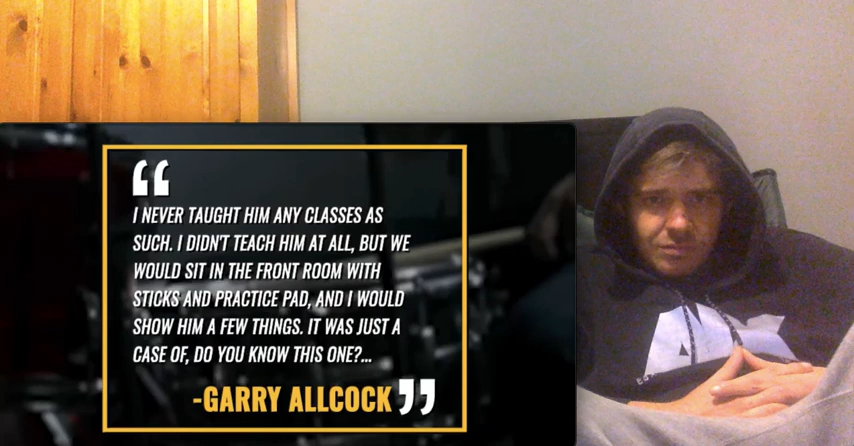 “
I NEVER TAUGHT HIM ANY CLASSES AS
SUCH. I DIDN'T TEACH HIM AT ALL, BUT WE
WOULD SIT IN THE FRONT ROOM WITH
STICKS AND PRACTICE PAD, AND I WOULD
SHOW HIM A FEW THINGS. IT WAS JUST A
CASE OF, DO YOU KNOW THIS ONE?...
-GARRY ALLCOCK ”